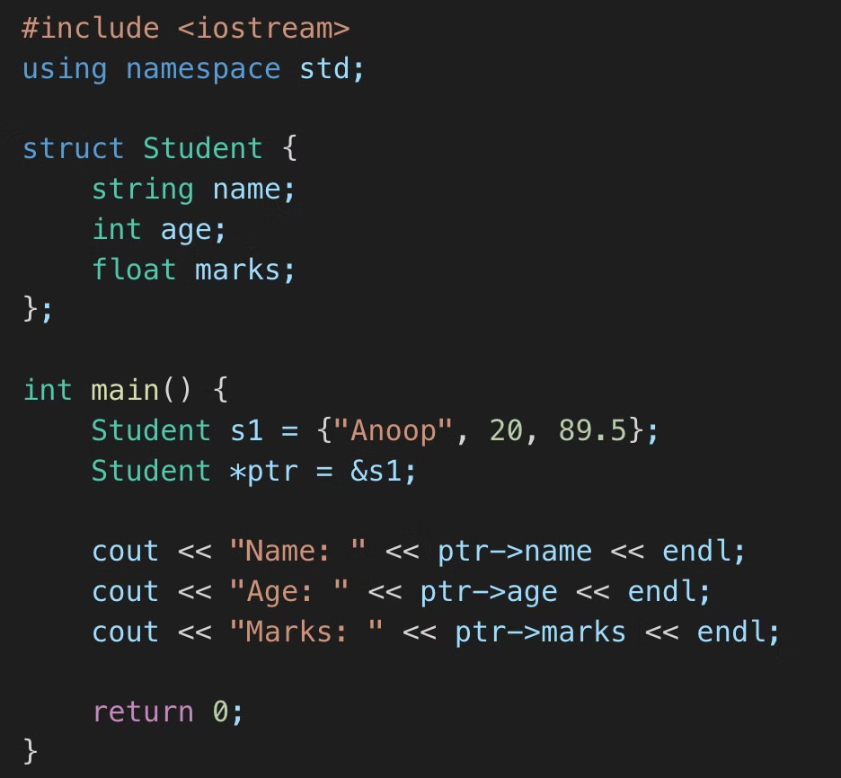 #include <iostream>
using namespace std;
struct Student {
    string name;
    int age;
    float marks;
};
int main() {
    Student s1 = {"Anoop", 20, 89.5};
    Student *ptr = &s1;
    cout << "Name: " << ptr->name << endl;
    cout << "Age: " << ptr->age << endl;
    cout << "Marks: " << ptr->marks << endl;
    return 0;
}